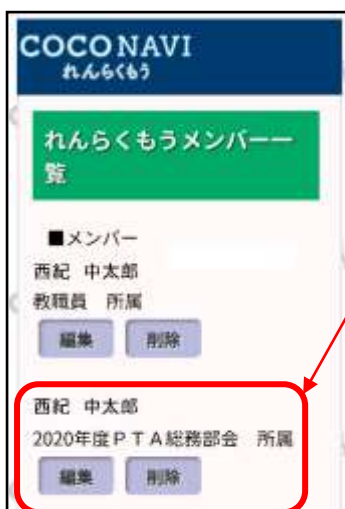 COCO NAVI
れんらくもう
れんらくもうメンバー一
覧
■メンバー
西紀 中太郎
教職員 所属
編集 削除
西紀 中太郎
2020年度PTA総務部会 所属
編集 削除